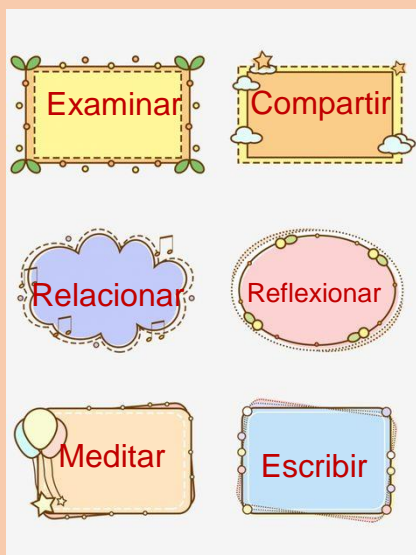 Examinar
Compartir
Relacionar
Reflexionar
Meditar
Escribir